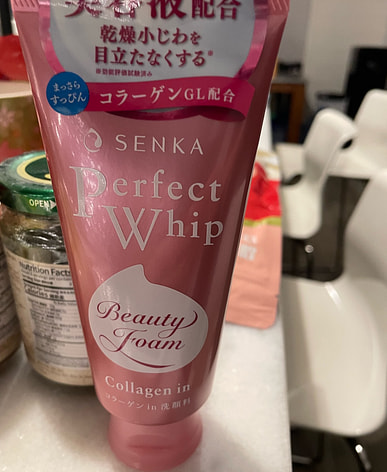 美容液配合
乾燥小じわを
目立たなくする※
※効能評価試験済み
まっさら
すっぴん
コラーゲンGL配合
SENKA
Perfect
Whip
Beauty
Foam
Collagen in
コラーゲンin 洗顔料
OPEN
Nutrition Facts